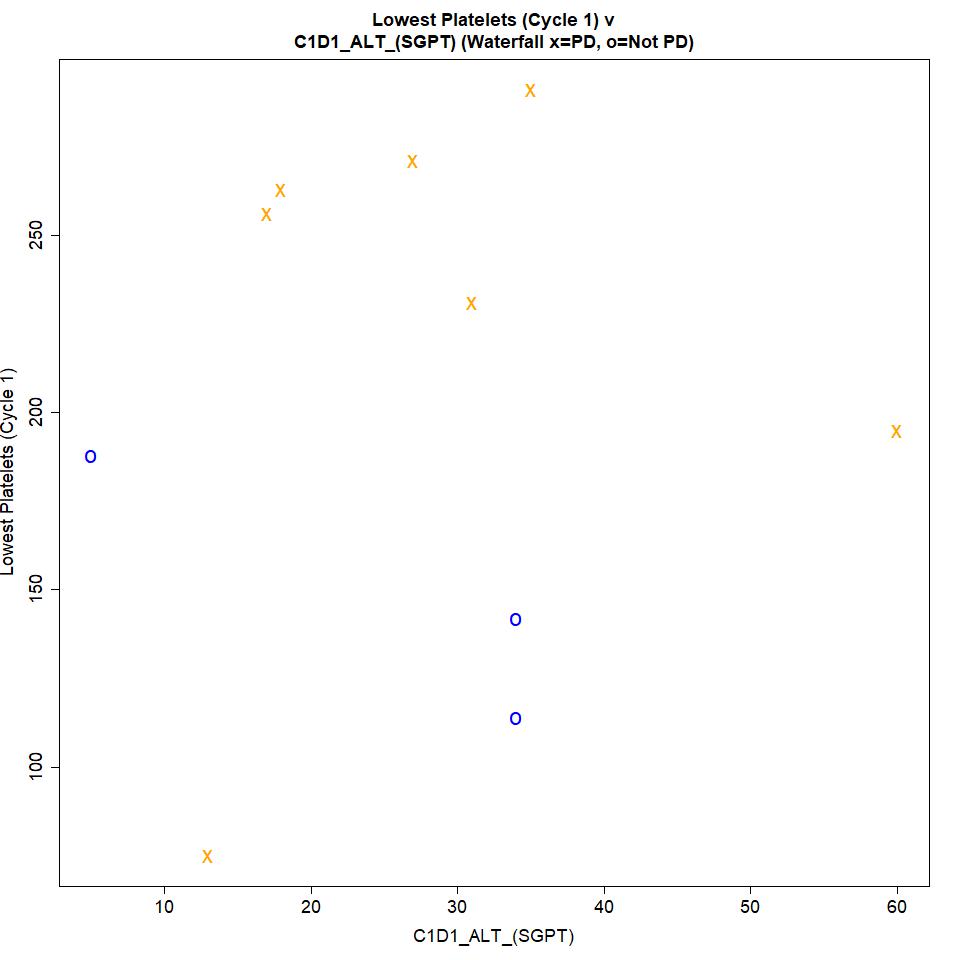 Lowest Platelets (Cycle 1) v
C1D1_ALT_(SGPT) (Waterfall x=PD, o=Not PD)
Lowest Platelets (Cycle 1)
250
200
150
100
X
X
X
X
X
X
O
O
O
X
10 20 30 40 50 60
C1D1_ALT_(SGPT)